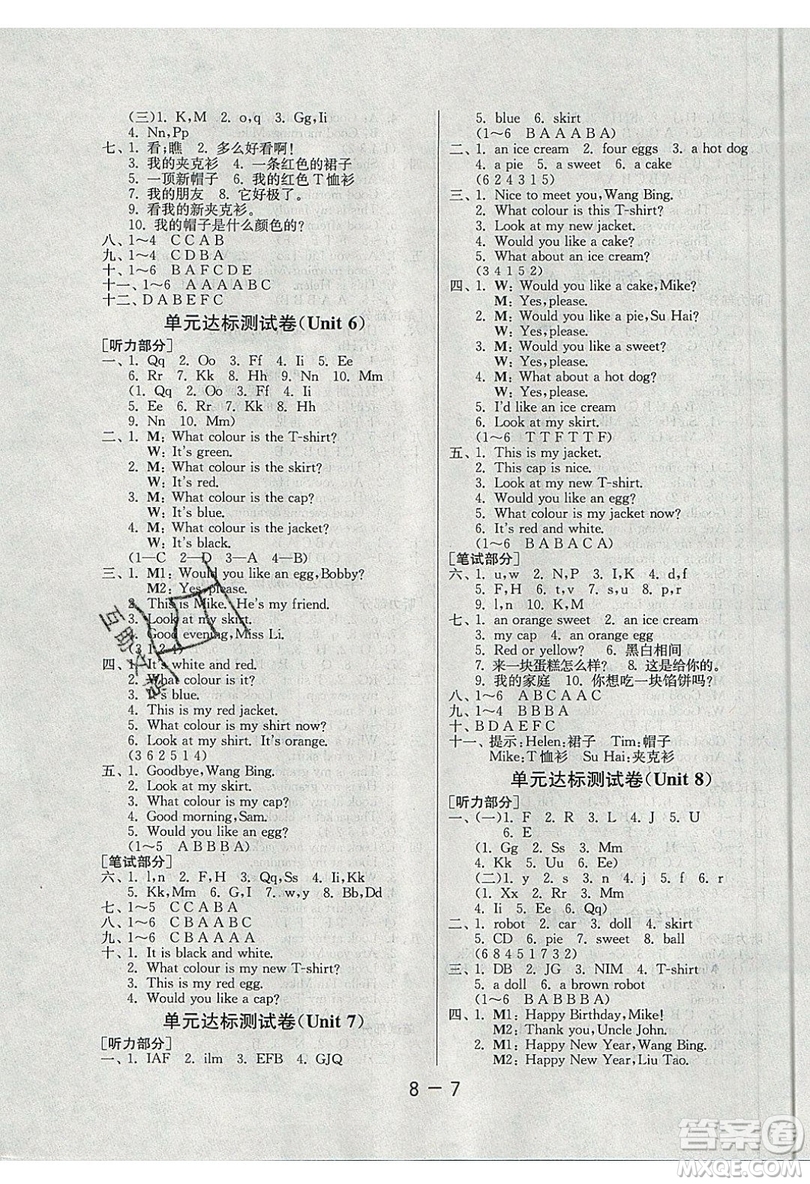 (三)1. K,M  2. o,q  3. Gg,Ii
4. Nn,Pp
七、1. 看;瞧  2. 多么好看啊!
3. 我的夹克衫  4. 一条红色的裙子
5. 一顶新帽子  6. 我的红色T恤衫
7. 我的朋友  8. 它好极了。
9. 看我的新夹克衫。
10. 我的帽子是什么颜色的?
八、1~4  CCAB
九、1~4  CDBA
十、1~6  BAFCDE
十一、1~6  AAAABC
十二、DABEFC
单元达标测试卷(Unit 6)
[听力部分]
一、1. Qq  2. Oo  3. Ff  4. Ii  5. Ee
6. Rr  7. Kk  8. Hh  9. Nn  10. Mm
(1. Qq  2. Oo  3. Ff  4. Ii
5. Ee  6. Rr  7. Kk  8. Hh
9. Nn  10. Mm)
二、1. M: What colour is the T-shirt?
W: It's green.
2. M: What colour is the skirt?
W: It's red.
3. M: What colour is the cap?
W: It's blue.
4. M: What colour is the jacket?
W: It's black.
(1—C  2—D  3—A  4—B)
三、1. M1: Would you like an egg,Bobby?
M2: Yes, please.
2. This is Mike. He's my friend.
3. Look at my skirt.
4. Good evening,Miss Li.
(3 1 2 4)
四、1. It's white and red.
2. What colour is it?
3. It's blue.
4. This is my red jacket.
5. What colour is my shirt now?
6. Look at my shirt. It's orange.
(3 6 2 5 1 4)
五、1. Goodbye, Wang Bing.
2. Look at my skirt.
3. What colour is my cap?
4. Good morning,Sam.
5. Would you like an egg?
(1~5  ABBBA)
[笔试部分]
六、1. l,n  2. F,H  3. Ss,Uu  4. Ii,Kk
5. Kk,Mm  6. G,I  7. w,y  8. Bb,Dd
七、1~5  CCABA
八、1~6  CBAABC
九、1~6  CBAAAA
十、1. It is black and white.
2. What colour is my new T-shirt?
3. This is my red egg.
4. Would you like a cap?
单元达标测试卷(Unit 7)
[听力部分]
一、1. IAF  2. ilm  3. EFB  4. GJQ
5. blue  6. skirt
(1~6  BAAABA)
二、1. an ice cream  2. four eggs  3. a hot dog
4. a pie  5. a sweet  6. a cake
(6 2 4 3 1 5)
三、1. Nice to meet you,Wang Bing.
2. What colour is this T-shirt?
3. Look at my new jacket.
4. Would you like a cake?
5. What about an ice cream?
(3 4 1 5 2)
四、1. W: Would you like a cake, Mike?
M: Yes,please.
2. M: Would you like a pie,Su Hai?
W: Yes,please.
3. W: Would you like a sweet?
M: No,thank you.
4. M: What about a hot dog?
W: Yes,please.
5. I'd like an ice cream
6. Look at my skirt.
(1~6  TTFTTF)
五、1. This is my jacket.
2. This cap is nice.
3. Look at my new T-shirt.
4. Would you like an egg?
5. What colour is my jacket now?
6. It's red and white.
(1~6  BABACA)
[笔试部分]
六、1. u,w  2. N,P  3. I,K  4. h,j
5. F,H  6. S,U  7. M,O  8. p,r
9. l,n  10. M,O
七、1. an orange sweet  2. an ice cream
3. my cap  4. an orange egg
5. Red or yellow?  6. 黑白相间
7. 来一块蛋糕怎么样?  8. 这是给你的。
9. 我的家庭  10. 你想吃一块馅饼吗?
八、1~6  ABCAAC
九、1~4  BACA
十、BDAEFC
十一、提示:Helen:裙子  Tim:帽子
Mike:T恤衫  Su Hai:夹克衫
单元达标测试卷(Unit 8)
[听力部分]
一、(一)1. F  2. R  3. L  4. J  5. U
6. E
(1. Gg  2. Ss  3. Mm  4. Kk
5. Vv  6. Ff)
(二)1. y  2. s  3. n  4. j  5. f  6. r
(1. Xx  2. Rr  3. Mm
4. Ii  5. Ee  6. Qq)
二、1. robot  2. car  3. doll  4. skirt
5. CD  6. pie  7. sweet  8. ball
(6 8 4 5 1 7 3 2)
三、1. DB  2. JG  3. NIM  4. T-shirt
5. a doll  6. a brown robot
(1~6  BABAAA)
四、1. M1: Happy Birthday, Mike!
M2: Thank you, Uncle John.
2. M1: Happy New Year, Wang Bing.
M2: Happy New Year, Liu Tao.
8 — 7
答案圈
MXQE.COM